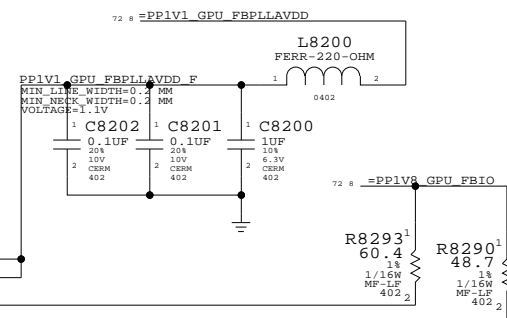 72 8 =PP1V1_GPU_FBPLLAVDD
L8200
FERR-220-OHM
1 2
0402
PP1V1_GPU_FBPLLAVDD_F
MIN_LINE_WIDTH=0.2 MM
MIN_NECK_WIDTH=0.2 MM
VOLTAGE=1.1V
1 C8202
0.1UF
20%
2 10V
CERM
402
1 C8201
0.1UF
20%
2 10V
CERM
402
1 C8200
1UF
10%
2 6.3V
CERM
402
72 8 =PP1V8_GPU_FBIO
R8293 1
60.4
1%
1/16W
MF-LF
402 2
R8290 1
48.7
1%
1/16W
MF-LF
402 2